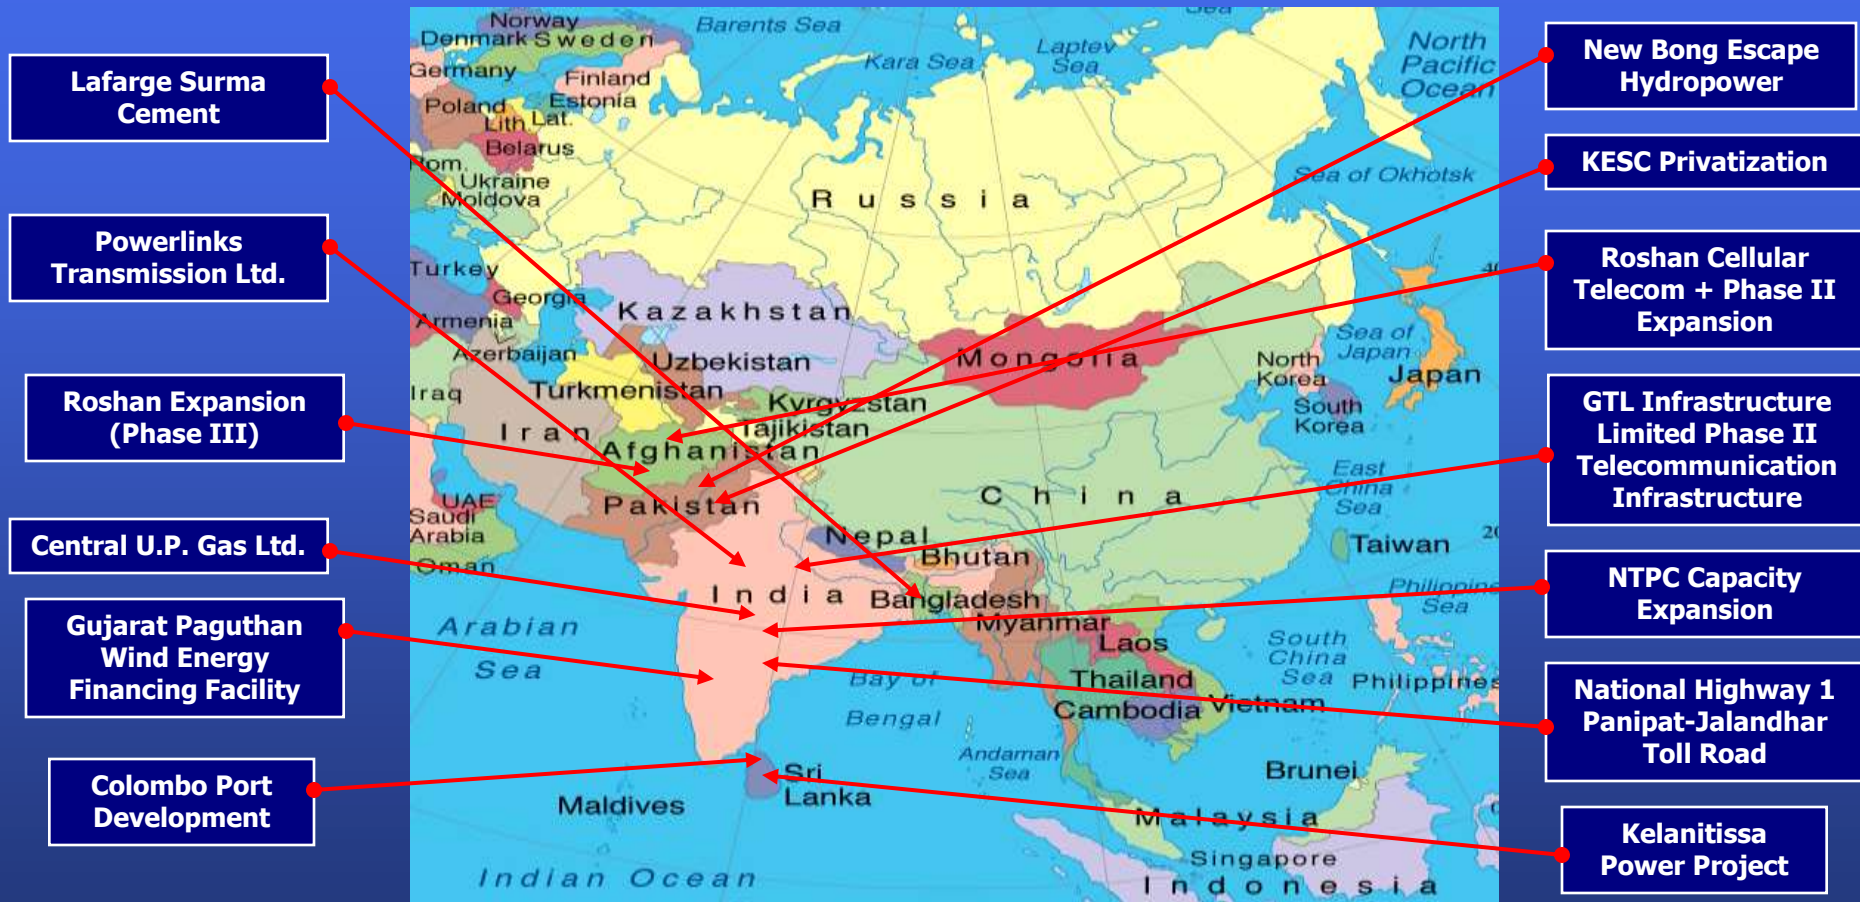 Lafarge Surma
Cement
Powerlinks
Transmission Ltd.
Roshan Expansion
(Phase III)
Central U.P. Gas Ltd.
Gujarat Paguthan
Wind Energy
Financing Facility
Colombo Port
Development
Norway
Barents Sea
Sea
Denmark
Sweden
Laptev
Sea
North
Pacific
Ocean
Kara Sea
Germany
Finland
Estonia
Poland
Lat.
Lith
Belarus
Rom.
Ukraine
Moldova
Russia
Sea of Okhotsk
Turkey
Georgia
Kazakhstan
40
Armenia
Azerbaijan
Uzbekistan
Mongolia
North
Korea
Sea of
Japan
Japan
Iraq
Turkmenistan
Kyrgyzstan
South
Korea
Iran
Tajikistan
Afghanistan
East
China
Sea
UAE
Saudi
Arabia
Pakistan
China
Nepal
Bhutan
Taiwan
20
Oman
India
Bangladesh
Philippine
Sea
Arabian
Sea
Myanmar
Laos
South
China
Sea
Bay of
Bengal
Thailand
Cambodia
Vietnam
Philippines
Andaman
Sea
Brunei
Sri
Lanka
Maldives
Malaysia
Singapore
Indian Ocean
Indonesia
New Bong Escape
Hydropower
KESC Privatization
Roshan Cellular
Telecom + Phase II
Expansion
GTL Infrastructure
Limited Phase II
Telecommunication
Infrastructure
NTPC Capacity
Expansion
National Highway 1
Panipat-Jalandhar
Toll Road
Kelanitissa
Power Project